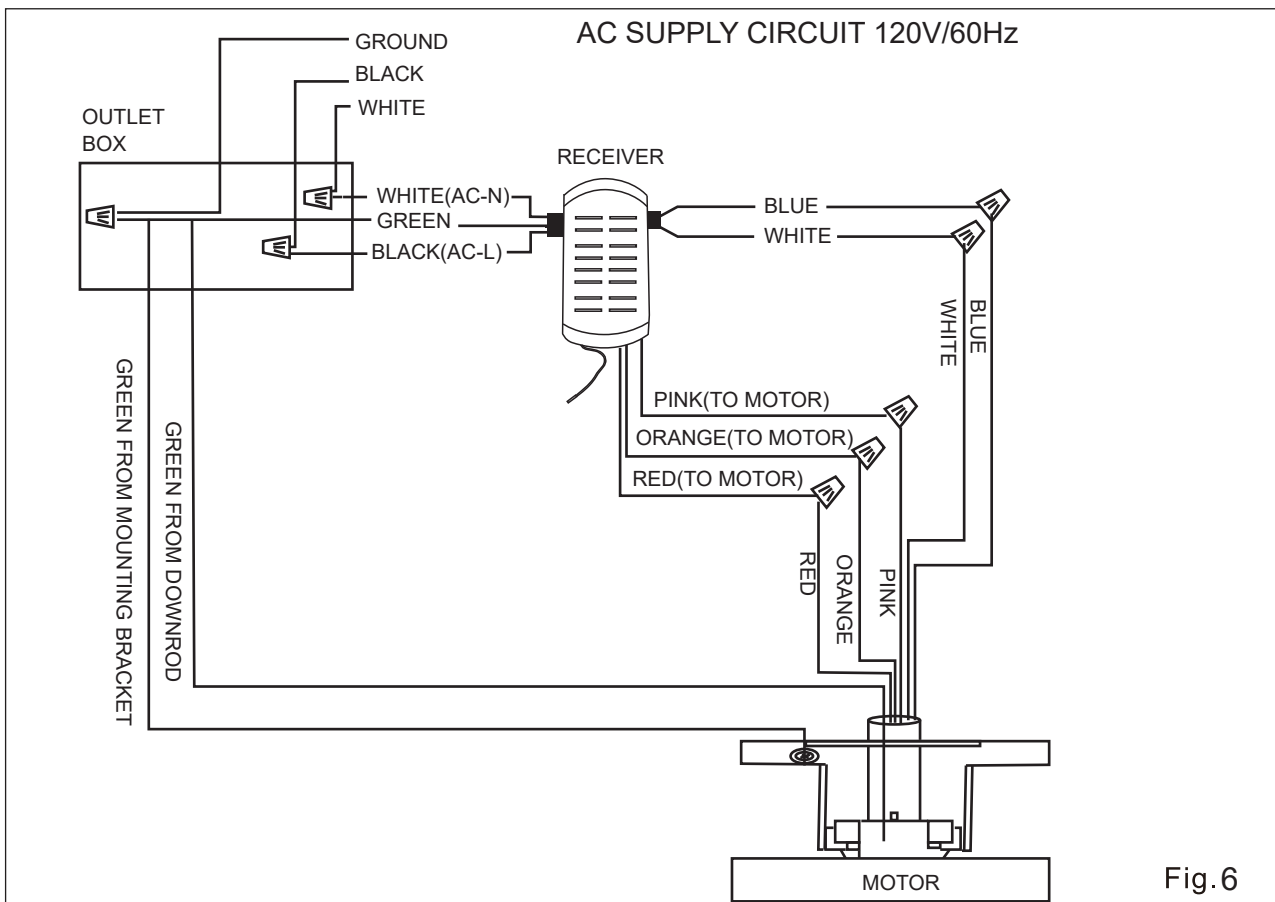 AC SUPPLY CIRCUIT 120V/60Hz
GROUND
BLACK
WHITE
OUTLET
BOX
RECEIVER
WHITE(AC-N)
GREEN
BLACK(AC-L)
BLUE
WHITE
WHITE
BLUE
GREEN FROM MOUNTING BRACKET
GREEN FROM DOWNROD
PINK(TO MOTOR)
ORANGE(TO MOTOR)
RED(TO MOTOR)
RED
ORANGE
PINK
MOTOR
Fig.6